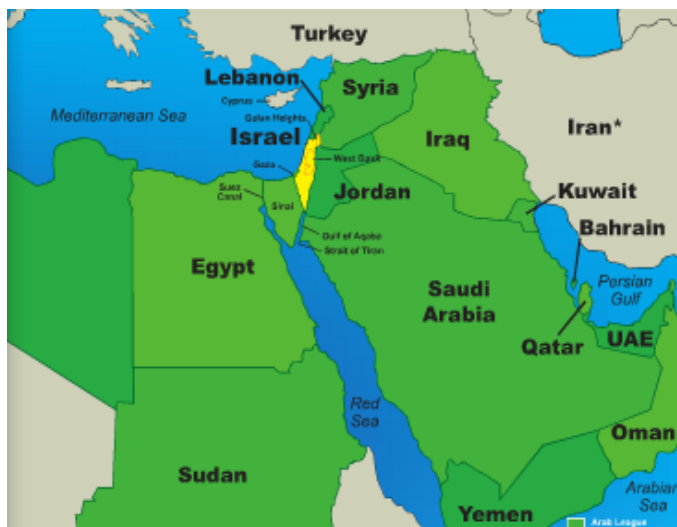 Turkey
Lebanon
Cyprus
Syria
Mediterranean Sea
Golan Heights
Israel
Iraq
Iran*
Gaza
West Bank
Suez
Canal
Sinai
Jordan
Kuwait
Bahrain
Gulf of Aqaba
Strait of Tiran
Egypt
Saudi
Arabia
Persian
Gulf
Qatar
UAE
Red
Sea
Oman
Sudan
Arabian
Sea
Yemen
Arab League